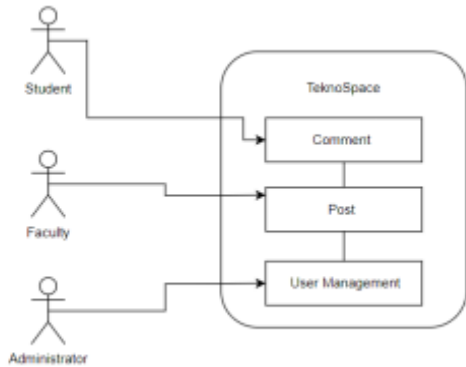 Student
TeknoSpace
Comment
Faculty
Post
User Management
Administrator